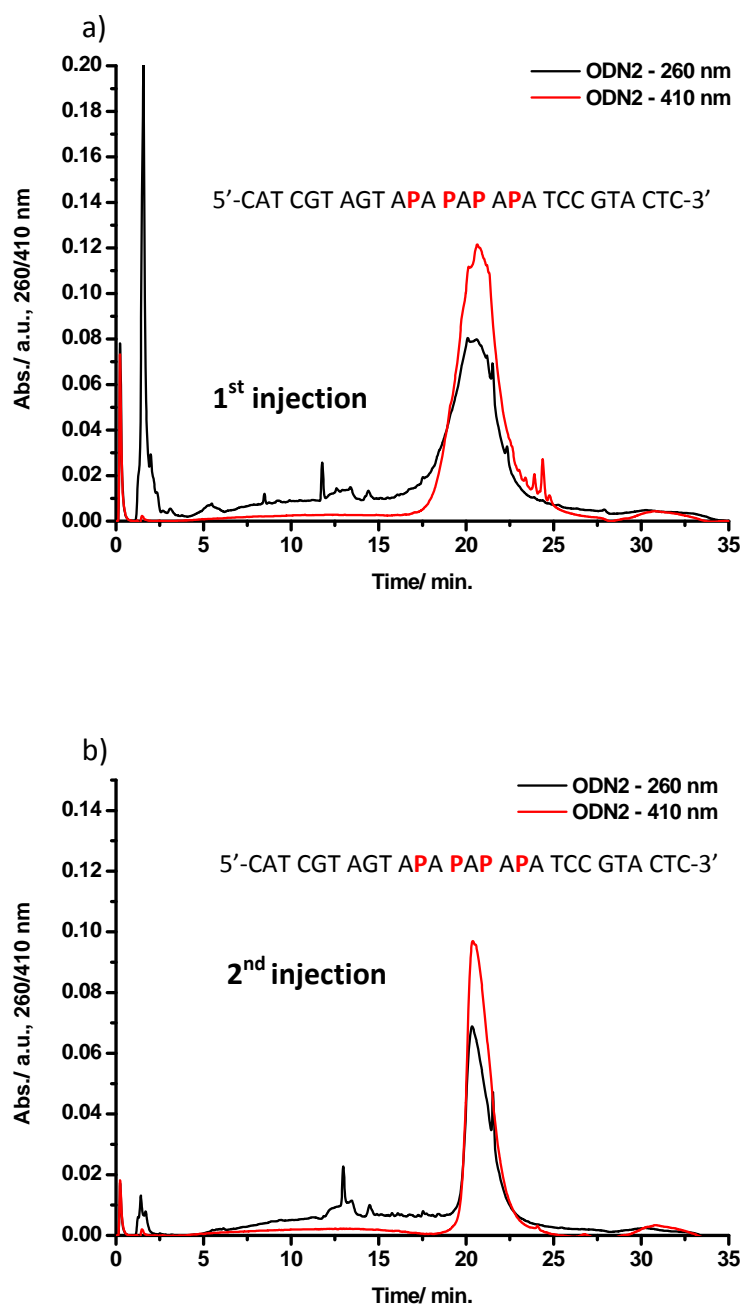 a)
ODN2 - 260 nm
ODN2 - 410 nm
5'-CAT CGT AGT APA PAP APA TCC GTA CTC-3'
1st injection
Abs./ a.u., 260/410 nm
0.20
0.18
0.16
0.14
0.12
0.10
0.08
0.06
0.04
0.02
0.00
0 5 10 15 20 25 30 35
Time/ min.
b)
ODN2 - 260 nm
ODN2 - 410 nm
5'-CAT CGT AGT APA PAP APA TCC GTA CTC-3'
2nd injection
Abs./ a.u., 260/410 nm
0.14
0.12
0.10
0.08
0.06
0.04
0.02
0.00
0 5 10 15 20 25 30 35
Time/ min.